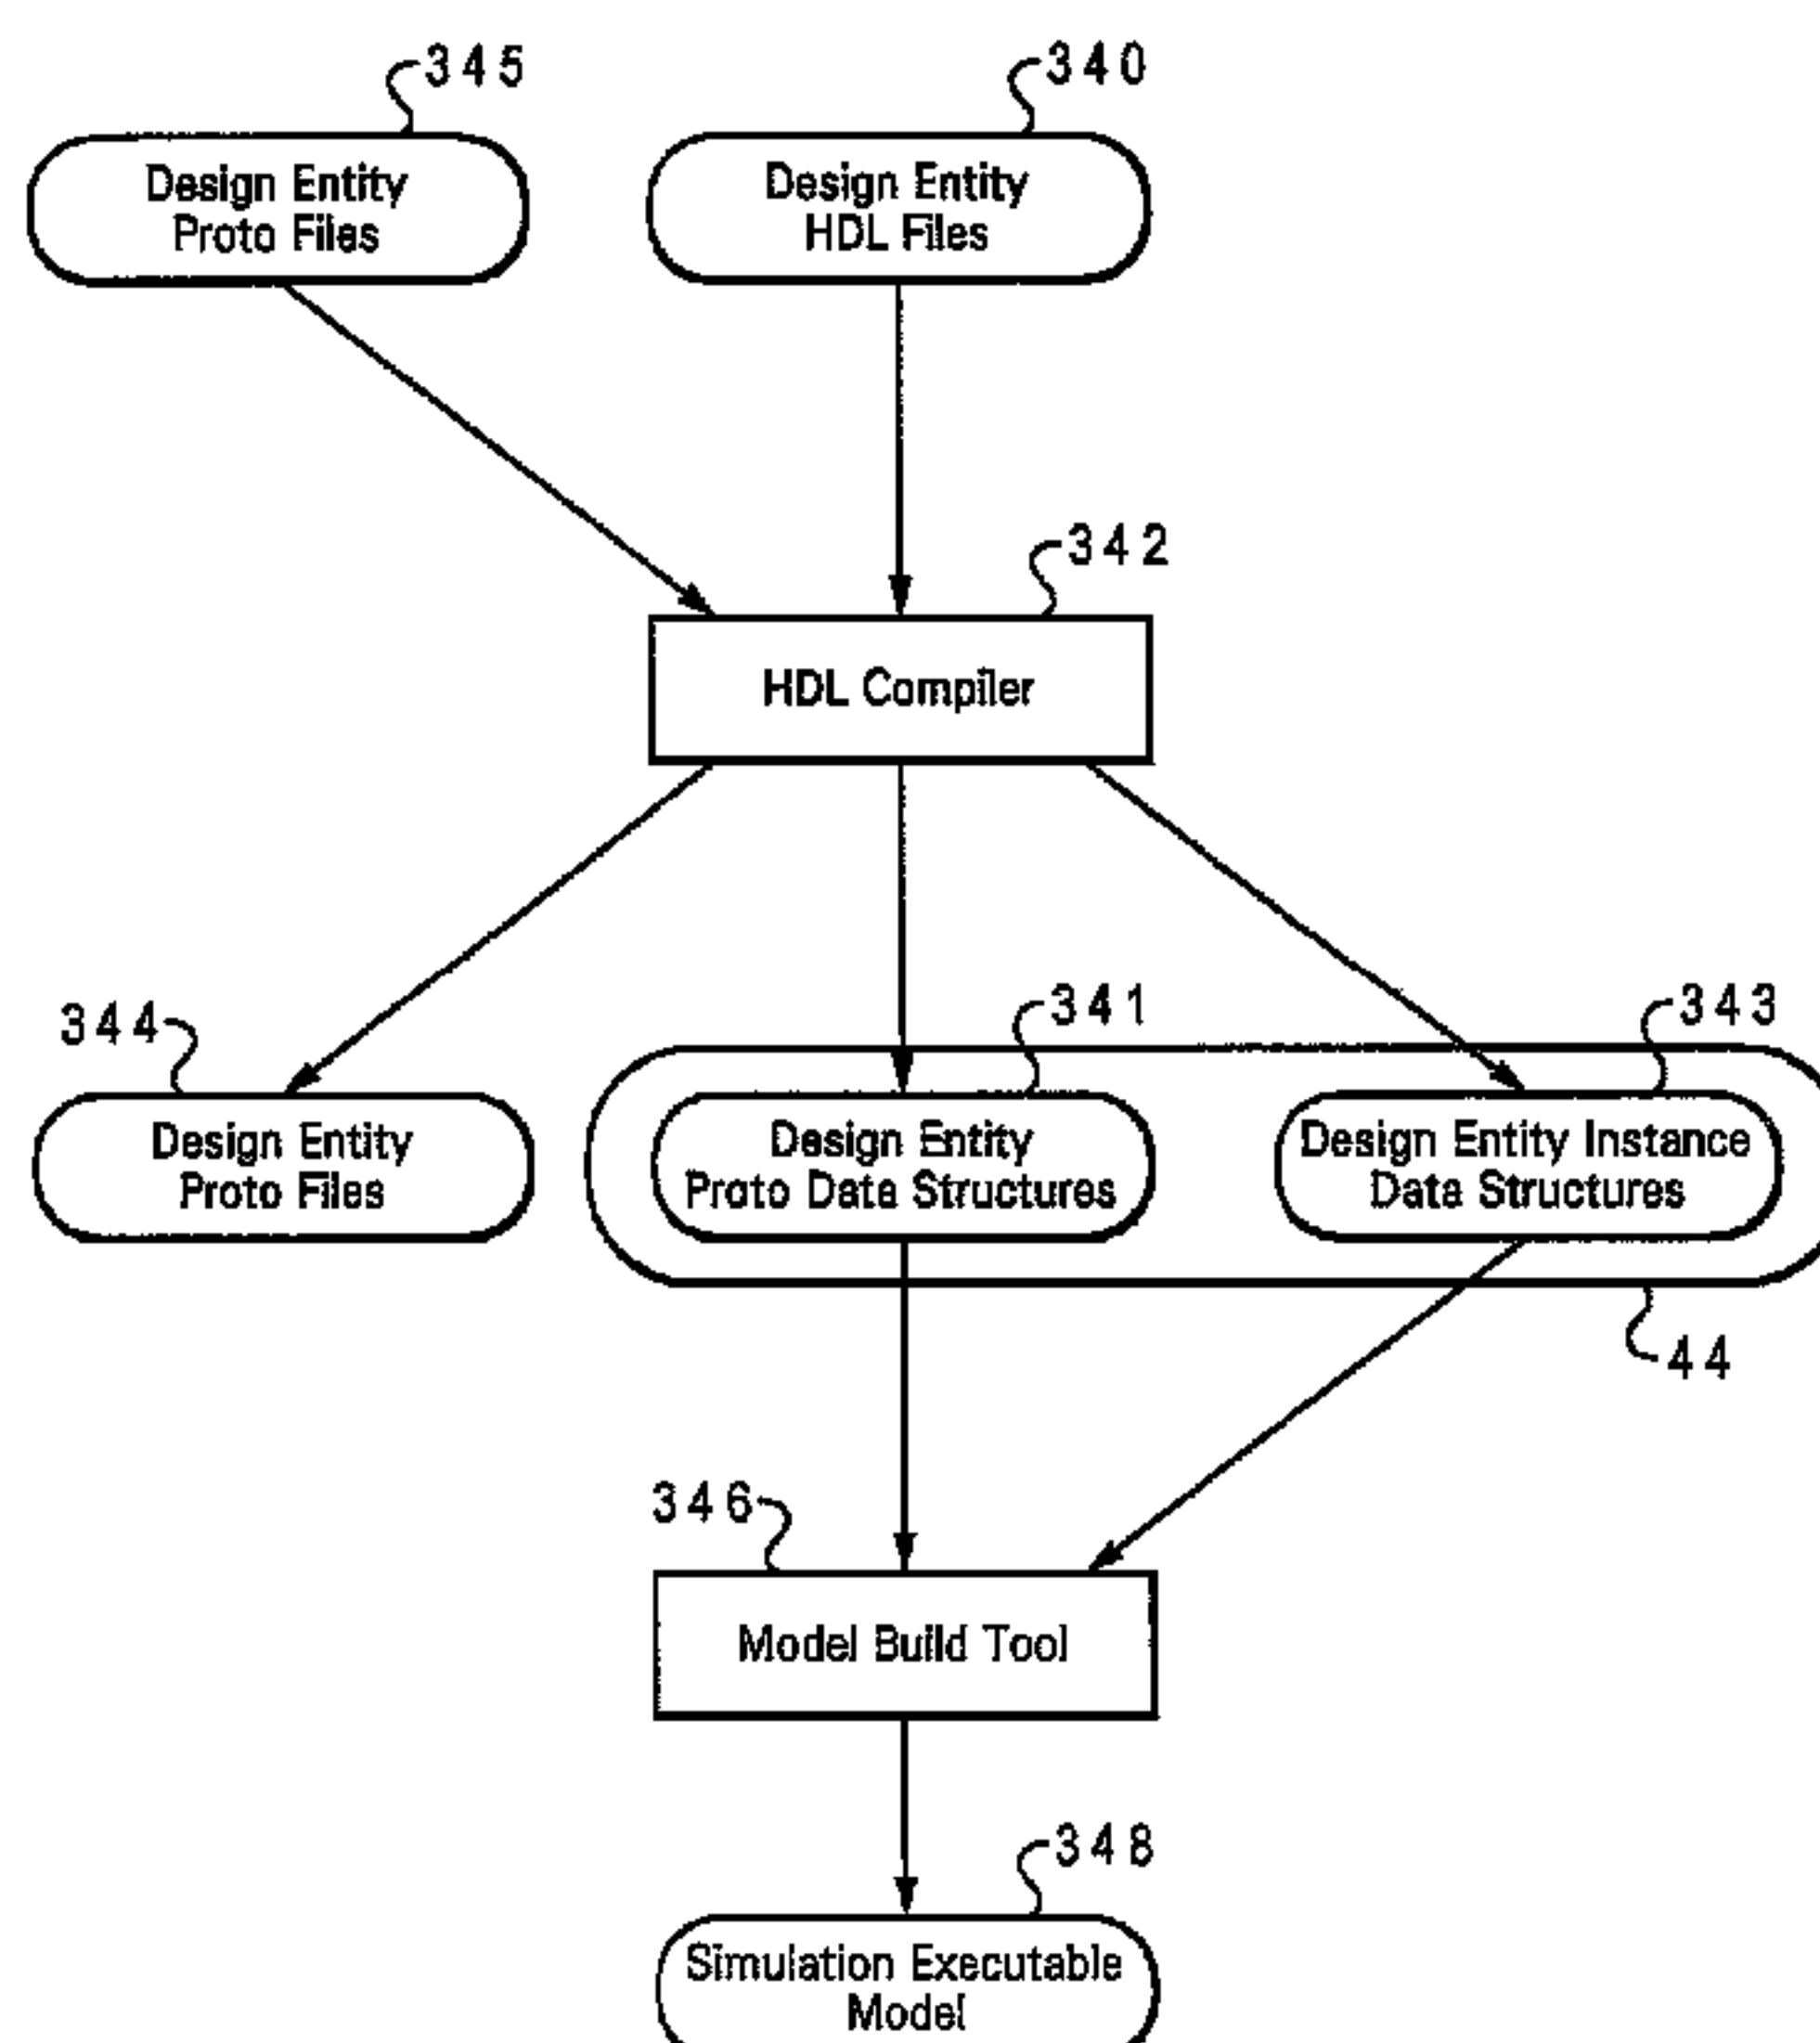 345
340
Design Entity
Proto Files
Design Entity
HDL Files
342
HDL Compiler
344
341
343
Design Entity
Proto Files
Design Entity
Proto Data Structures
Design Entity Instance
Data Structures
44
346
Model Build Tool
348
Simulation Executable
Model